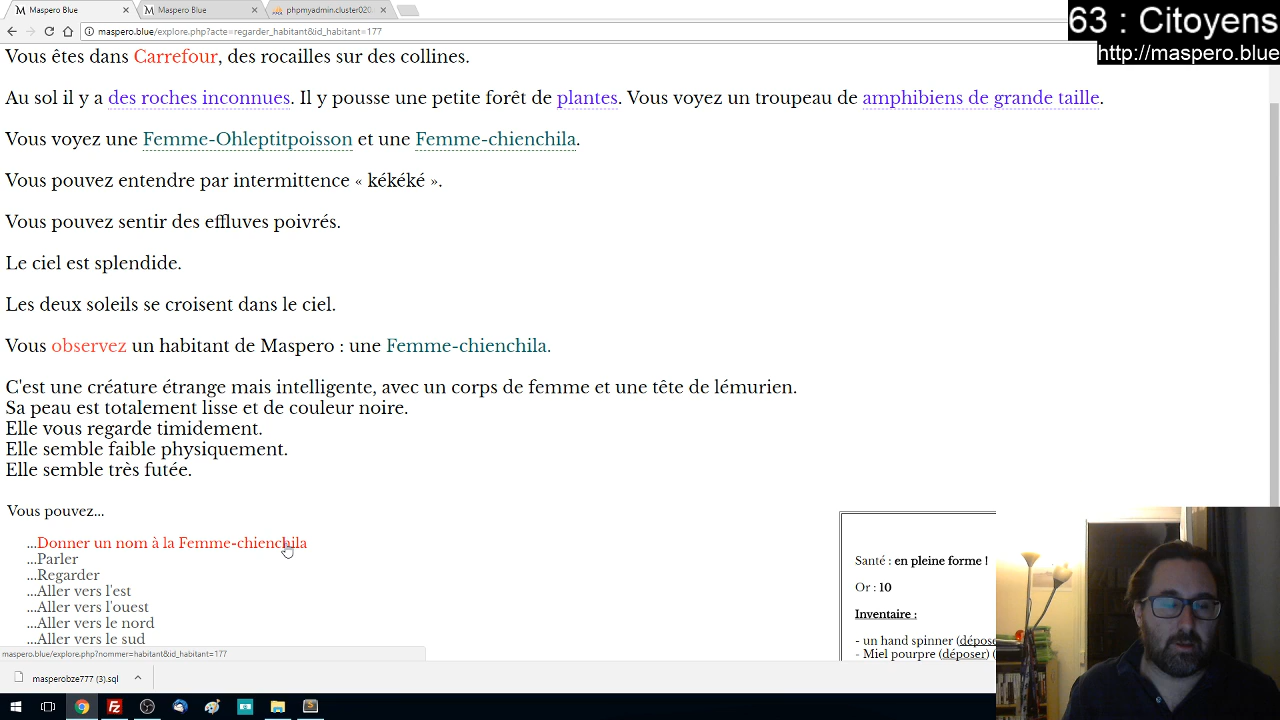 Maspero Blue
Maspero Blue
phpmyadmin.cluster020.
maspero.blue/explore.php?acte=regarder_habitant&id_habitant=177
63 : Citoyens
http://maspero.blue
Vous êtes dans Carrefour, des rocailles sur des collines.
Au sol il y a des roches inconnues. Il y pousse une petite forêt de plantes. Vous voyez un troupeau de amphibiens de grande taille.
Vous voyez une Femme-Ohleptitpoisson et une Femme-chienchila.
Vous pouvez entendre par intermittence « kékéké ».
Vous pouvez sentir des effluves poivrés.
Le ciel est splendide.
Les deux soleils se croisent dans le ciel.
Vous observez un habitant de Maspero : une Femme-chienchila.
C'est une créature étrange mais intelligente, avec un corps de femme et une tête de lémurien.
Sa peau est totalement lisse et de couleur noire.
Elle vous regarde timidement.
Elle semble faible physiquement.
Elle semble très futée.
Vous pouvez...
...Donner un nom à la Femme-chienchila
...Parler
...Regarder
...Aller vers l'est
...Aller vers l'ouest
...Aller vers le nord
...Aller vers le sud
Santé : en pleine forme !
Or : 10
Inventaire :
- un hand spinner (dépose
- Miel pourpre (déposer) (
maspero.blue/explore.php?nommer=habitant&id_habitant=177
masperobze777 (3).sql